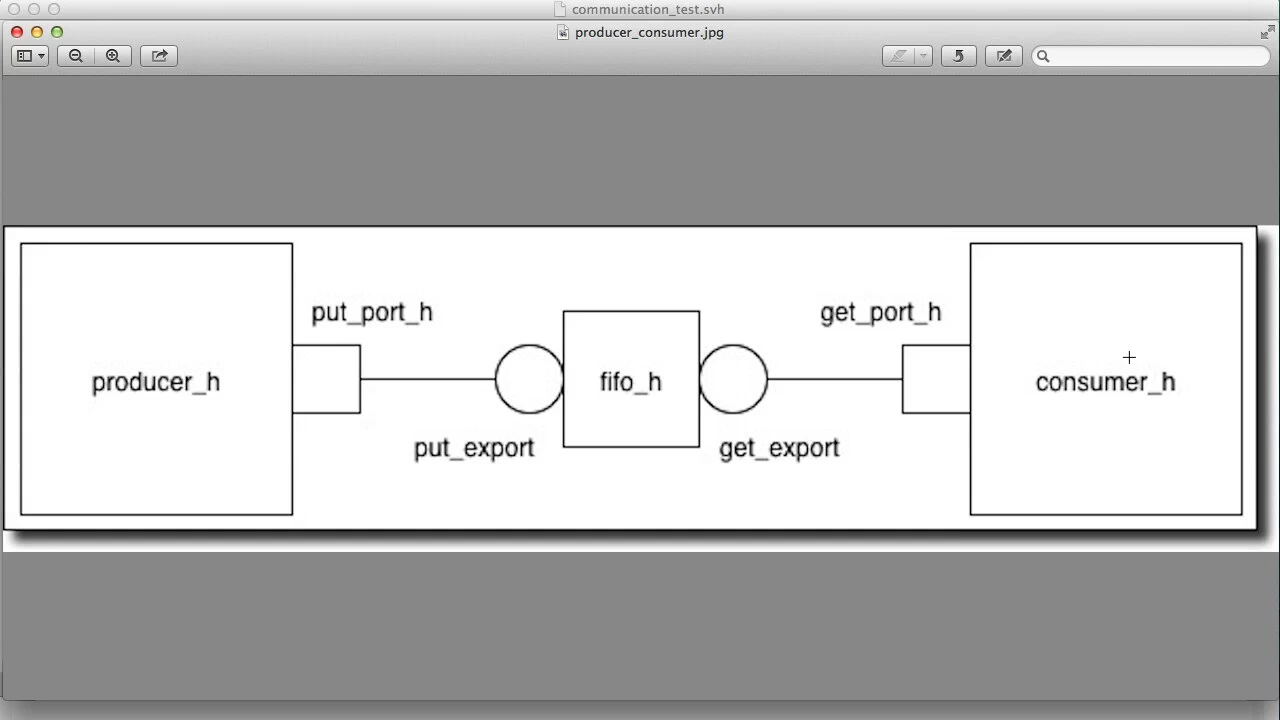 communication_test.svh
producer_consumer.jpg
put_port_h
get_port_h
producer_h
fifo_h
consumer_h
put_export
get_export